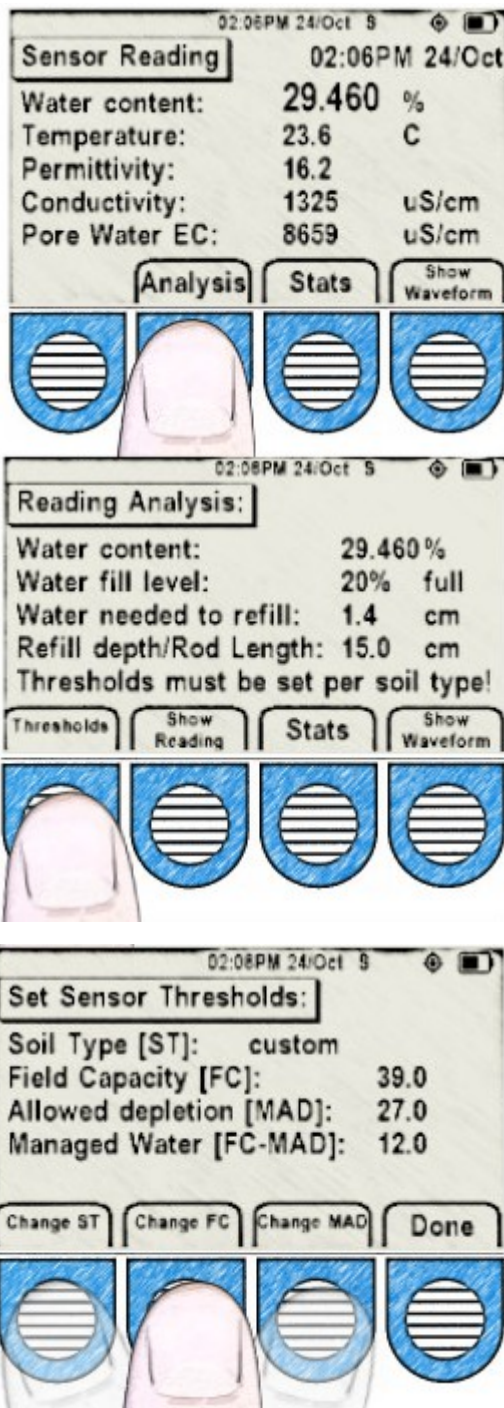 02:06PM 24/Oct S
Sensor Reading 02:06PM 24/Oct
Water content: 29.460 %
Temperature: 23.6 C
Permittivity: 16.2
Conductivity: 1325 uS/cm
Pore Water EC: 8659 uS/cm
Analysis Stats Show Waveform
02:06PM 24/Oct S
Reading Analysis:
Water content: 29.460%
Water fill level: 20% full
Water needed to refill: 1.4 cm
Refill depth/Rod Length: 15.0 cm
Thresholds must be set per soil type!
Thresholds Show Reading Stats Show Waveform
02:06PM 24/Oct S
Set Sensor Thresholds:
Soil Type [ST]: custom
Field Capacity [FC]: 39.0
Allowed depletion [MAD]: 27.0
Managed Water [FC-MAD]: 12.0
Change ST Change FC Change MAD Done